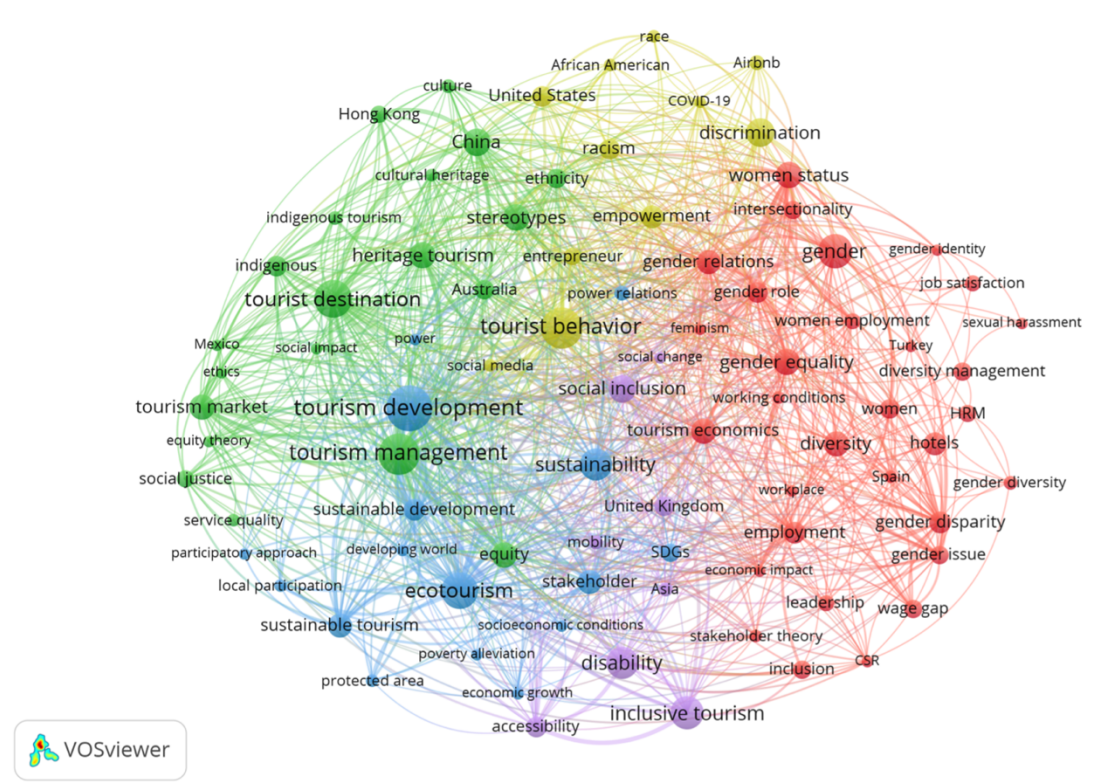 race
African American
Airbnb
culture
United States
COVID-19
Hong Kong
discrimination
China
racism
cultural heritage
ethnicity
women status
indigenous tourism
stereotypes
empowerment
intersectionality
heritage tourism
entrepreneur
gender relations
gender
gender identity
indigenous
job satisfaction
tourist destination
Australia
power relations
gender role
tourist behavior
feminism
women employment
sexual harassment
Mexico
social impact
power
social change
Turkey
ethics
social media
gender equality
diversity management
social inclusion
tourism market
tourism development
working conditions
women
HRM
equity theory
tourism management
tourism economics
diversity
hotels
social justice
sustainability
workplace
Spain
gender diversity
service quality
sustainable development
United Kingdom
employment
gender disparity
participatory approach
developing world
equity
mobility
SDGs
gender issue
local participation
ecotourism
stakeholder
Asia
economic impact
sustainable tourism
socioeconomic conditions
leadership
wage gap
poverty alleviation
disability
stakeholder theory
protected area
economic growth
inclusion
CSR
accessibility
inclusive tourism
VOSviewer